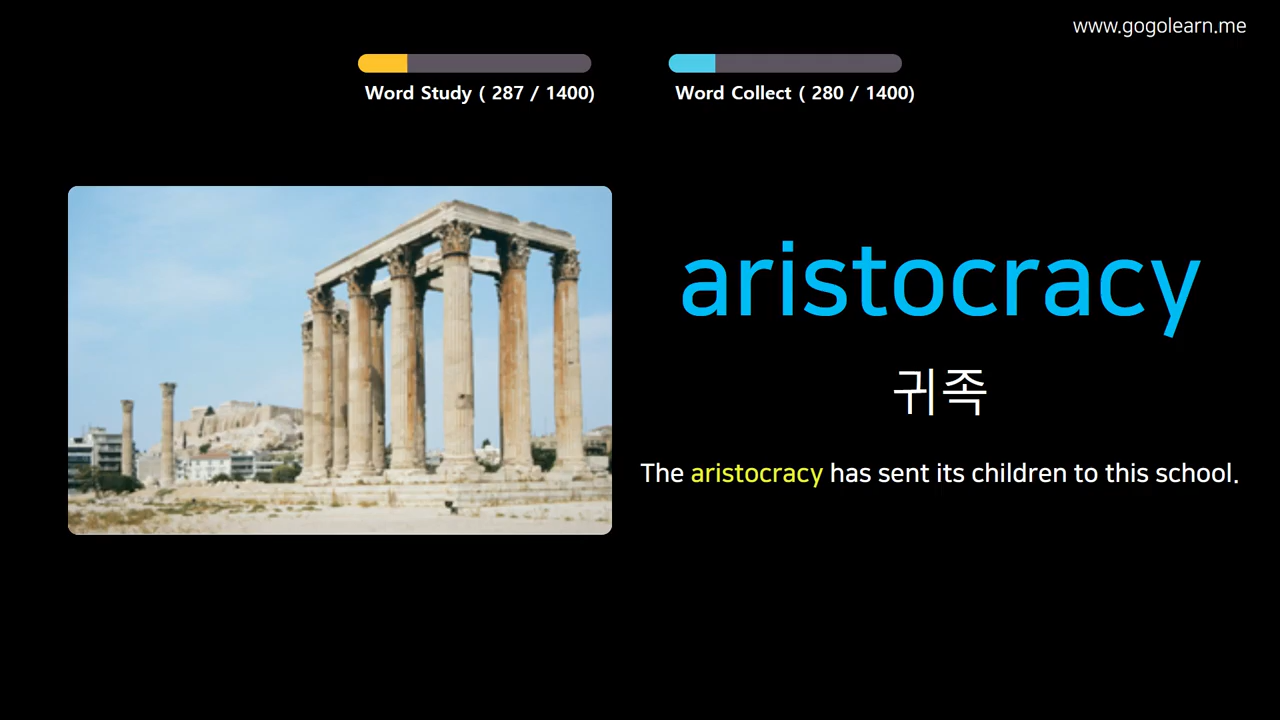 www.gogolearn.me
Word Study ( 287 / 1400)
Word Collect ( 280 / 1400)
aristocracy
귀족
The aristocracy has sent its children to this school.